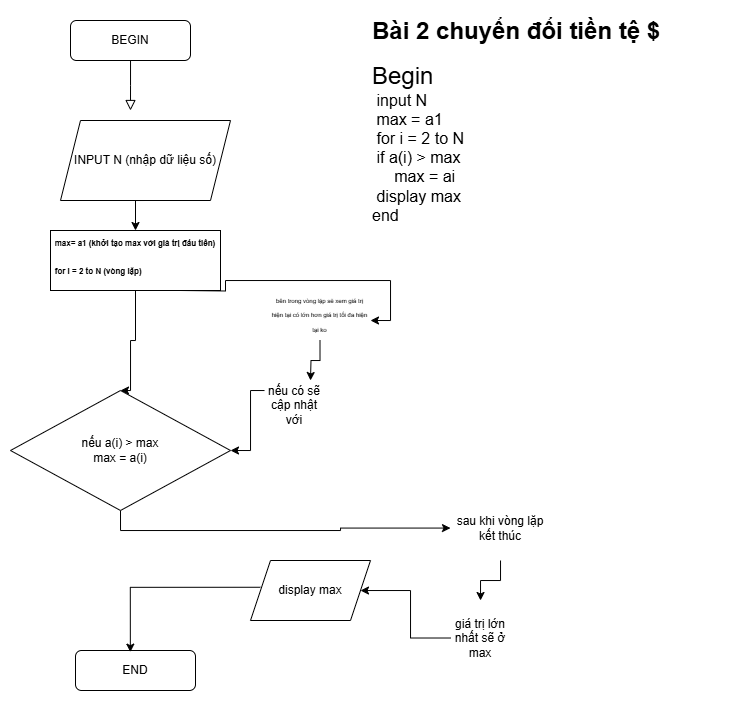 BEGIN
Bài 2 chuyển đổi tiền tệ $
Begin
input N
max = a1
for i = 2 to N
if a(i) > max
max = ai
display max
end
INPUT N (nhập dữ liệu số)
max= a1 (khởi tạo max với giá trị đầu tiên)
for i = 2 to N (vòng lặp)
bên trong vòng lặp sẽ xem giá trị
hiện tại có lớn hơn giá trị tối đa hiện
tại ko
nếu có sẽ
cập nhật
với
nếu a(i) > max
max = a(i)
sau khi vòng lặp
kết thúc
display max
giá trị lớn
nhất sẽ ở
max
END